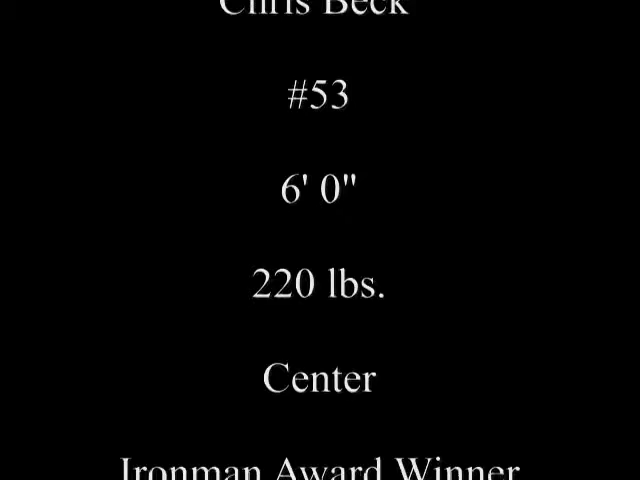 Chris Beck
#53
6' 0"
220 lbs.
Center
Ironman Award Winner